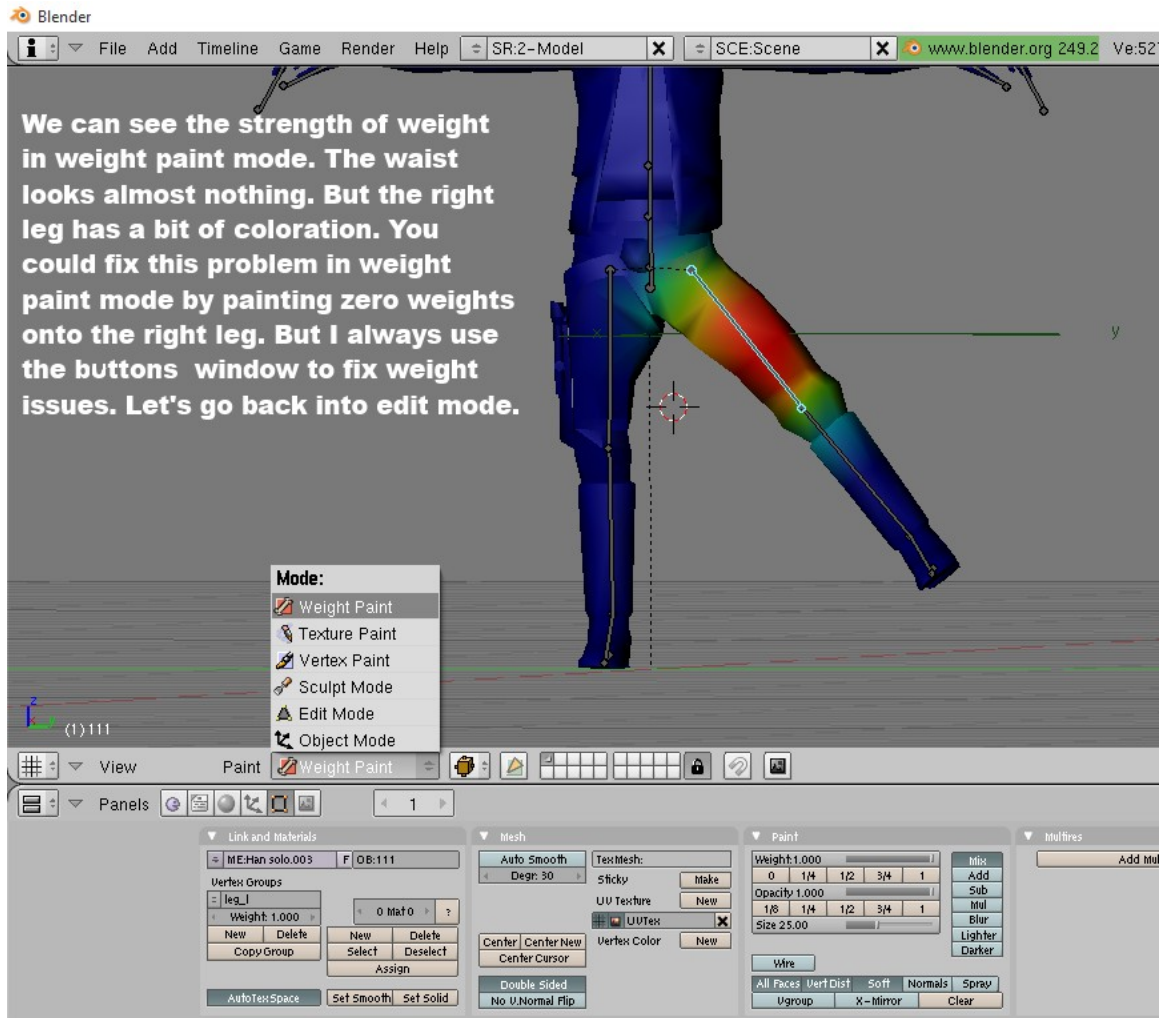 Blender
File Add Timeline Game Render Help SR:2-Model SCE:Scene www.blender.org 249.2 Ve:527
We can see the strength of weight
in weight paint mode. The waist
looks almost nothing. But the right
leg has a bit of coloration. You
could fix this problem in weight
paint mode by painting zero weights
onto the right leg. But I always use
the buttons window to fix weight
issues. Let's go back into edit mode.
y
Mode:
Weight Paint
Texture Paint
Vertex Paint
Sculpt Mode
Edit Mode
Object Mode
z
x y
(1) 111
View Paint Weight Paint
Panels 1
Link and Materials
ME:Han solo.003 F OB:111
Vertex Groups
leg_l
Weight: 1.000
New Delete
Copy Group
0 Mat 0 ?
New Delete
Select Deselect
Assign
AutoTexSpace Set Smooth Set Solid
Mesh
Auto Smooth
Degr: 30
TexMesh:
Sticky Make
UV Texture New
UVTex
Vertex Color New
Center Center New
Center Cursor
Double Sided
No V.Normal Flip
Paint
Weight:1.000
0 1/4 1/2 3/4 1
Opacity 1.000
1/8 1/4 1/2 3/4 1
Size 25.00
Mix
Add
Sub
Mul
Blur
Lighter
Darker
Wire
All Faces Vert Dist Soft Normals Spray
Vgroup X-Mirror Clear
Multires
Add Mul